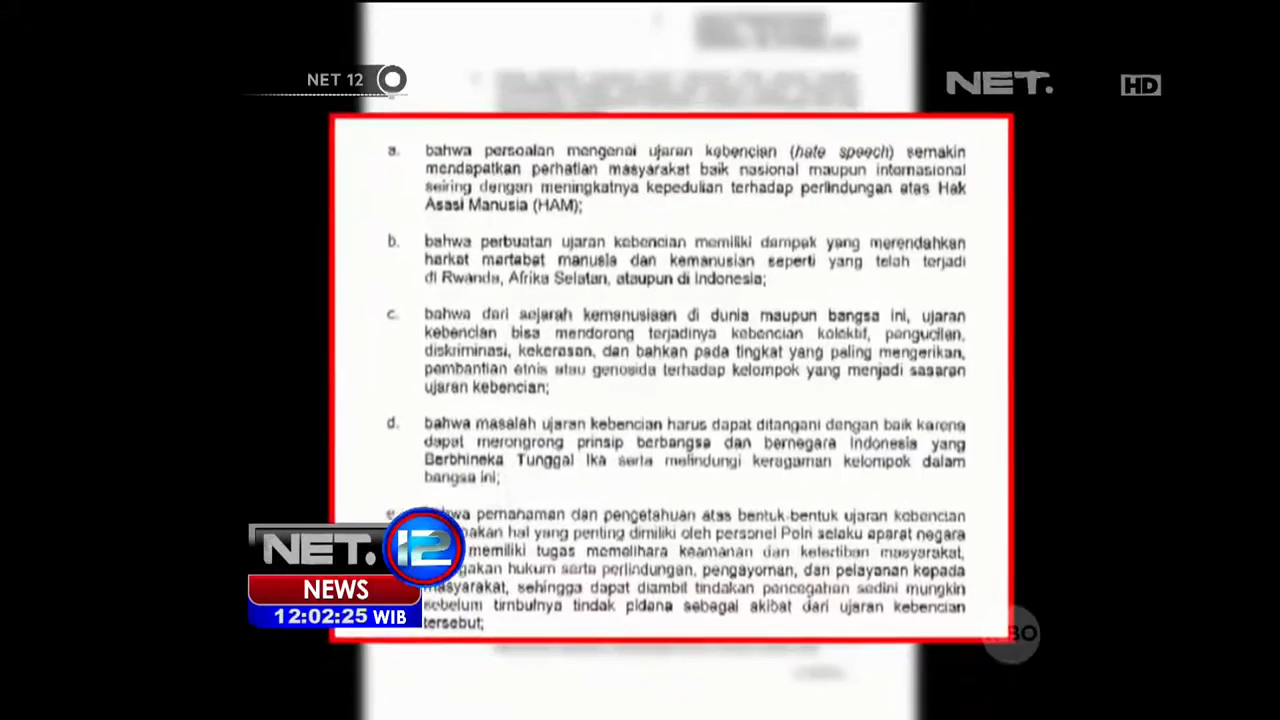 NET 12
NET.
HD
a. bahwa persoalan mengenai ujaran kebencian (hate speech) semakin
mendapatkan perhatian masyarakat baik nasional maupun internasional
seiring dengan meningkatnya kepedulian terhadap perlindungan atas Hak
Asasi Manusia (HAM);
b. bahwa perbuatan ujaran kebencian memiliki dampak yang merendahkan
harkat martabat manusia dan kemanusian seperti yang telah terjadi
di Rwanda, Afrika Selatan, ataupun di Indonesia;
c. bahwa dari sejarah kemanusiaan di dunia maupun bangsa ini, ujaran
kebencian bisa mendorong terjadinya kebencian kolektif, pengucilan,
diskriminasi, kekerasan, dan bahkan pada tingkat yang paling mengerikan,
pembantian etnis atau genosida terhadap kelompok yang menjadi sasaran
ujaran kebencian;
d. bahwa masalah ujaran kebencian harus dapat ditangani dengan baik karena
dapat merongrong prinsip berbangsa dan bernegara Indonesia yang
Berbhineka Tunggal Ika serta melindungi keragaman kelompok dalam
bangsa ini;
pemahaman dan pengetahuan atas bentuk-bentuk ujaran kebencian
hal yang penting dimiliki oleh personel Polri selaku aparat negara
memiliki tugas memelihara keamanan dan ketertiban masyarakat,
hukum serta perlindungan, pengayoman, dan pelayanan kepada
masyarakat, sehingga dapat diambil tindakan pencegahan sedini mungkin
sebelum timbulnya tindak pidana sebagai akibat dari ujaran kebencian
tersebut;
NET. 12
NEWS
12:02:25 WIB